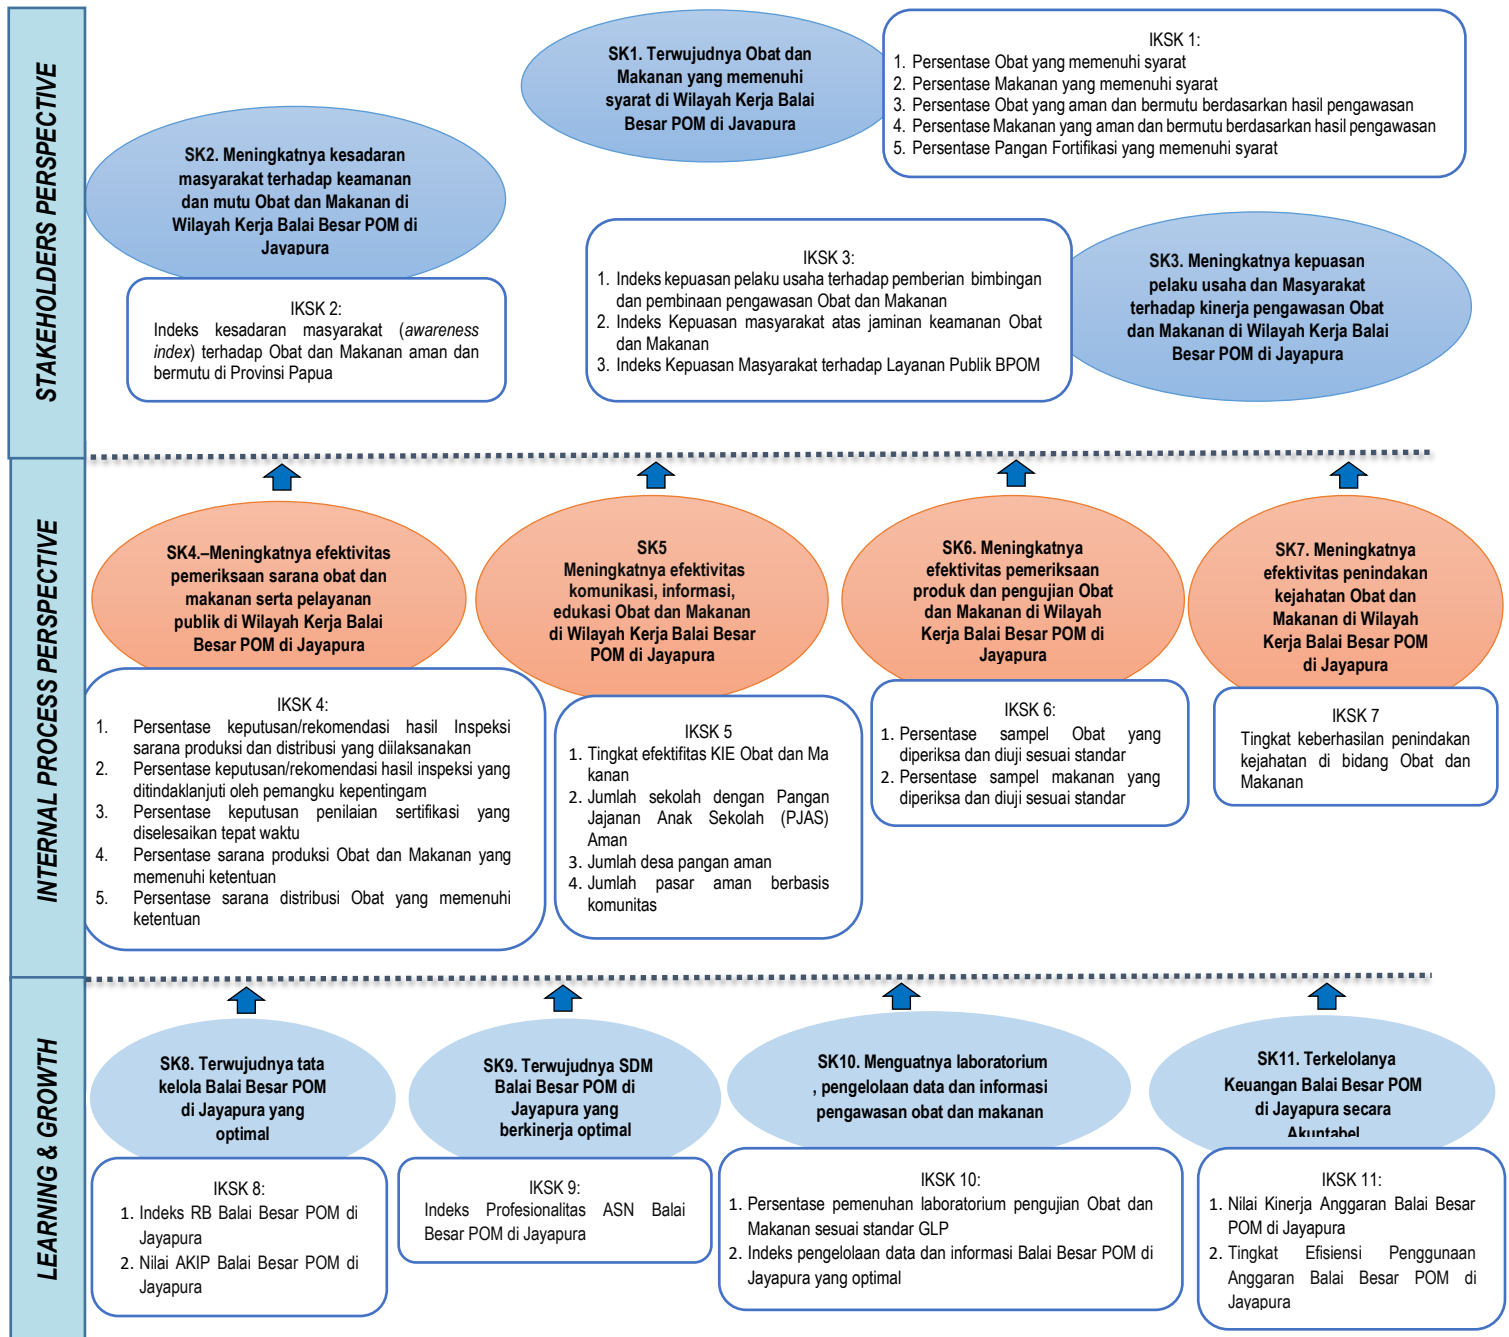 STAKEHOLDERS PERSPECTIVE
SK1. Terwujudnya Obat dan
Makanan yang memenuhi
syarat di Wilayah Kerja Balai
Besar POM di Jayapura
IKSK 1:
1. Persentase Obat yang memenuhi syarat
2. Persentase Makanan yang memenuhi syarat
3. Persentase Obat yang aman dan bermutu berdasarkan hasil pengawasan
4. Persentase Makanan yang aman dan bermutu berdasarkan hasil pengawasan
5. Persentase Pangan Fortifikasi yang memenuhi syarat
SK2. Meningkatnya kesadaran
masyarakat terhadap keamanan
dan mutu Obat dan Makanan di
Wilayah Kerja Balai Besar POM di
Jayapura
IKSK 2:
Indeks kesadaran masyarakat (awareness
index) terhadap Obat dan Makanan aman dan
bermutu di Provinsi Papua
IKSK 3:
1. Indeks kepuasan pelaku usaha terhadap pemberian bimbingan
dan pembinaan pengawasan Obat dan Makanan
2. Indeks Kepuasan masyarakat atas jaminan keamanan Obat
dan Makanan
3. Indeks Kepuasan Masyarakat terhadap Layanan Publik BPOM
SK3. Meningkatnya kepuasan
pelaku usaha dan Masyarakat
terhadap kinerja pengawasan Obat
dan Makanan di Wilayah Kerja Balai
Besar POM di Jayapura
INTERNAL PROCESS PERSPECTIVE
SK4.–Meningkatnya efektivitas
pemeriksaan sarana obat dan
makanan serta pelayanan
publik di Wilayah Kerja Balai
Besar POM di Jayapura
IKSK 4:
1. Persentase keputusan/rekomendasi hasil Inspeksi
sarana produksi dan distribusi yang diilaksanakan
2. Persentase keputusan/rekomendasi hasil inspeksi yang
ditindaklanjuti oleh pemangku kepentingam
3. Persentase keputusan penilaian sertifikasi yang
diselesaikan tepat waktu
4. Persentase sarana produksi Obat dan Makanan yang
memenuhi ketentuan
5. Persentase sarana distribusi Obat yang memenuhi
ketentuan
SK5
Meningkatnya efektivitas
komunikasi, informasi,
edukasi Obat dan Makanan
di Wilayah Kerja Balai Besar
POM di Jayapura
IKSK 5
1. Tingkat efektifitas KIE Obat dan Ma
kanan
2. Jumlah sekolah dengan Pangan
Jajanan Anak Sekolah (PJAS)
Aman
3. Jumlah desa pangan aman
4. Jumlah pasar aman berbasis
komunitas
SK6. Meningkatnya
efektivitas pemeriksaan
produk dan pengujian Obat
dan Makanan di Wilayah
Kerja Balai Besar POM di
Jayapura
IKSK 6:
1. Persentase sampel Obat yang
diperiksa dan diuji sesuai standar
2. Persentase sampel makanan yang
diperiksa dan diuji sesuai standar
SK7. Meningkatnya
efektivitas penindakan
kejahatan Obat dan
Makanan di Wilayah
Kerja Balai Besar POM
di Jayapura
IKSK 7
Tingkat keberhasilan penindakan
kejahatan di bidang Obat dan
Makanan
LEARNING & GROWTH
SK8. Terwujudnya tata
kelola Balai Besar POM
di Jayapura yang
optimal
IKSK 8:
1. Indeks RB Balai Besar POM di
Jayapura
2. Nilai AKIP Balai Besar POM di
Jayapura
SK9. Terwujudnya SDM
Balai Besar POM di
Jayapura yang
berkinerja optimal
IKSK 9:
Indeks Profesionalitas ASN Balai
Besar POM di Jayapura
SK10. Menguatnya laboratorium
, pengelolaan data dan informasi
pengawasan obat dan makanan
IKSK 10:
1. Persentase pemenuhan laboratorium pengujian Obat dan
Makanan sesuai standar GLP
2. Indeks pengelolaan data dan informasi Balai Besar POM di
Jayapura yang optimal
SK11. Terkelolanya
Keuangan Balai Besar POM
di Jayapura secara
Akuntabel
IKSK 11:
1. Nilai Kinerja Anggaran Balai Besar
POM di Jayapura
2. Tingkat Efisiensi Penggunaan
Anggaran Balai Besar POM di
Jayapura